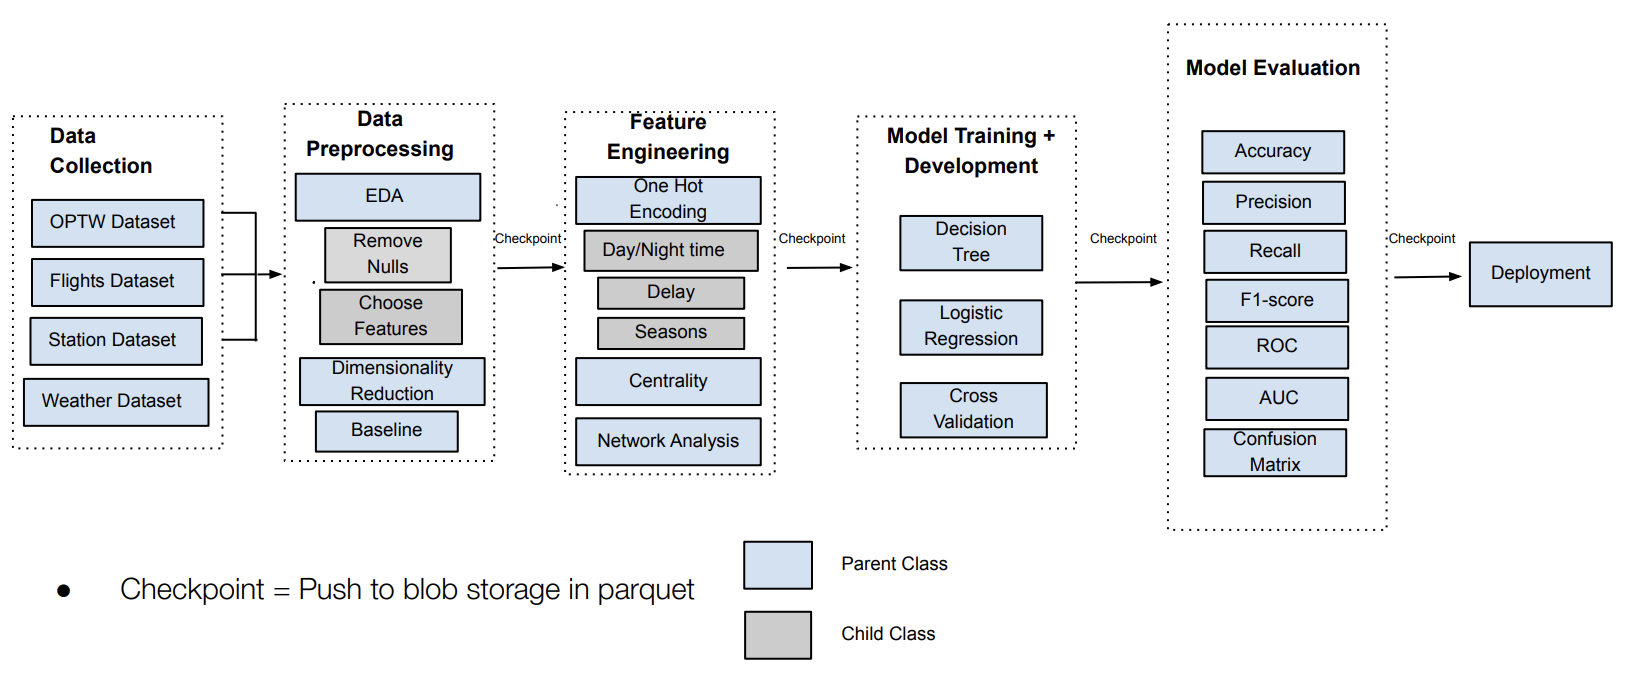 Data
Collection
OPTW Dataset
Flights Dataset
Station Dataset
Weather Dataset
Data
Preprocessing
EDA
Remove
Nulls
Choose
Features
Dimensionality
Reduction
Baseline
Checkpoint
Feature
Engineering
One Hot
Encoding
Day/Night time
Delay
Seasons
Centrality
Network Analysis
Checkpoint
Model Training +
Development
Decision
Tree
Logistic
Regression
Cross
Validation
Checkpoint
Model Evaluation
Accuracy
Precision
Recall
F1-score
ROC
AUC
Confusion
Matrix
Checkpoint
Deployment
● Checkpoint = Push to blob storage in parquet
Parent Class
Child Class